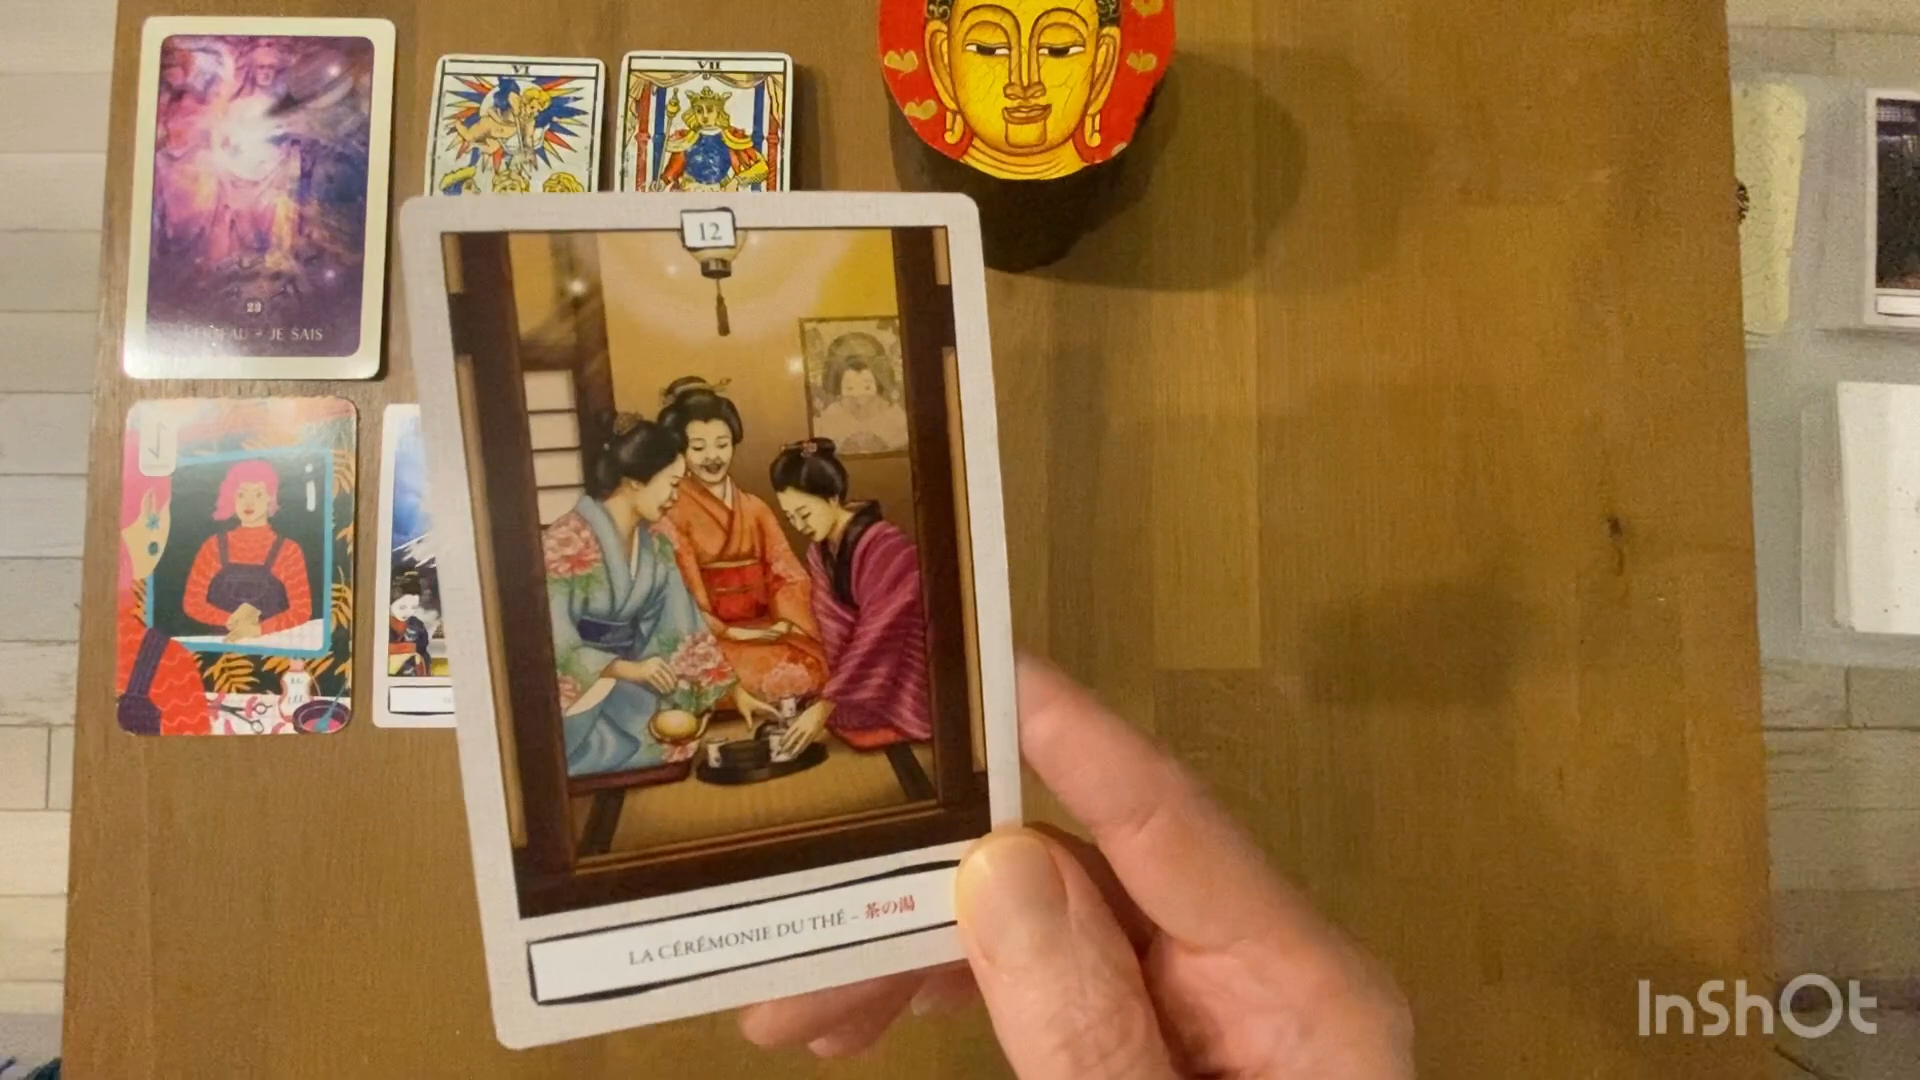 VI
VII
12
23
JE SAIS
LA CÉRÉMONIE DU THÉ – 茶の湯
InShOt